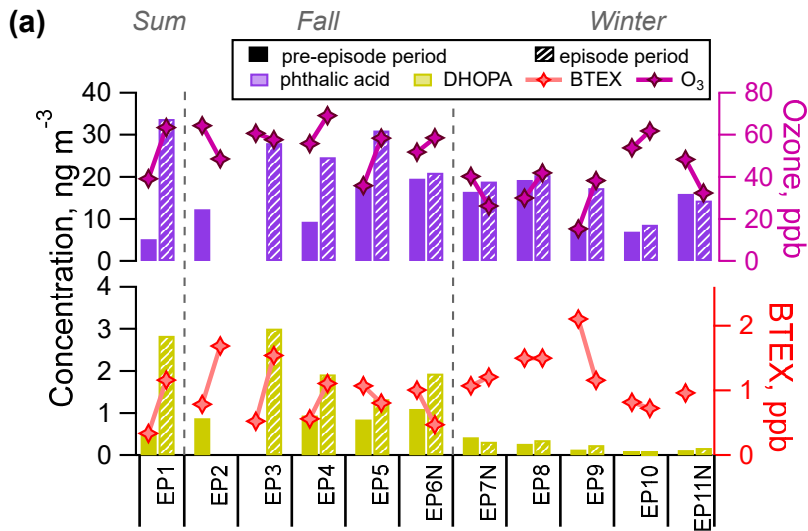 (a)
Sum Fall Winter
pre-episode period episode period
phthalic acid DHOPA BTEX O₃
Concentration, ng m⁻³
40
30
20
10
0
80
60
40
20
0
Ozone, ppb
4
3
2
1
0
2
1
0
BTEX, ppb
EP1 EP2 EP3 EP4 EP5 EP6N EP7N EP8 EP9 EP10 EP11N